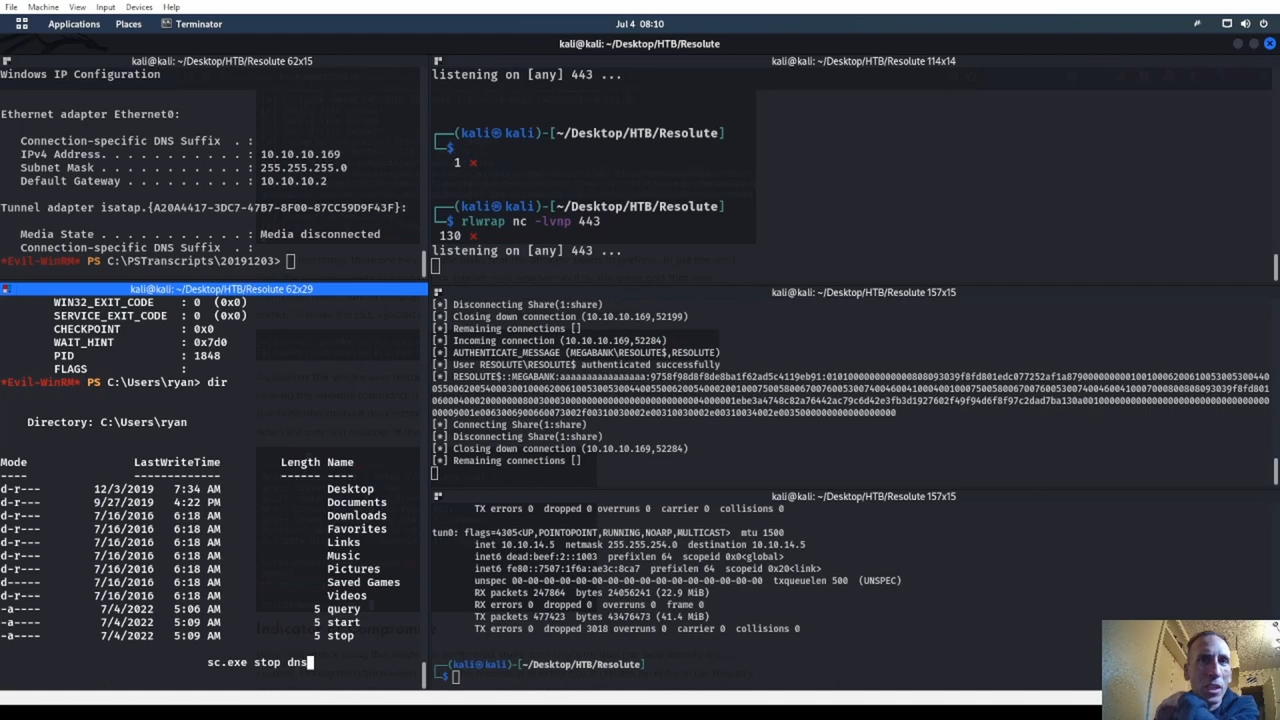 File Machine View Input Devices Help
Applications Places Terminator Jul 4 08:10
kali@kali: ~/Desktop/HTB/Resolute
kali@kali: ~/Desktop/HTB/Resolute 62x15
Windows IP Configuration
Ethernet adapter Ethernet0:
Connection-specific DNS Suffix . :
IPv4 Address. . . . . . . . . . . : 10.10.10.169
Subnet Mask . . . . . . . . . . . : 255.255.255.0
Default Gateway . . . . . . . . . : 10.10.10.2
Tunnel adapter isatap.{A20A4417-3DC7-47B7-8F00-87CC59D9F43F}:
Media State . . . . . . . . . . . : Media disconnected
Connection-specific DNS Suffix . :
*Evil-WinRM* PS C:\PSTranscripts\20191203>
kali@kali: ~/Desktop/HTB/Resolute 62x29
WIN32_EXIT_CODE : 0 (0x0)
SERVICE_EXIT_CODE : 0 (0x0)
CHECKPOINT : 0x0
WAIT_HINT : 0x7d0
PID : 1848
FLAGS :
*Evil-WinRM* PS C:\Users\ryan> dir
Directory: C:\Users\ryan
Mode LastWriteTime Length Name
---- ------------- ------ ----
d-r--- 12/3/2019 7:34 AM Desktop
d-r--- 9/27/2019 4:22 PM Documents
d-r--- 7/16/2016 6:18 AM Downloads
d-r--- 7/16/2016 6:18 AM Favorites
d-r--- 7/16/2016 6:18 AM Links
d-r--- 7/16/2016 6:18 AM Music
d-r--- 7/16/2016 6:18 AM Pictures
d----- 7/16/2016 6:18 AM Saved Games
d-r--- 7/16/2016 6:18 AM Videos
-a---- 7/4/2022 5:06 AM 5 query
-a---- 7/4/2022 5:09 AM 5 start
-a---- 7/4/2022 5:09 AM 5 stop
sc.exe stop dns
kali@kali: ~/Desktop/HTB/Resolute 114x14
listening on [any] 443 ...
(kali㉿kali)-[~/Desktop/HTB/Resolute]
$
1 ⨯
(kali㉿kali)-[~/Desktop/HTB/Resolute]
$ rlwrap nc -lvnp 443
130 ⨯
listening on [any] 443 ...
kali@kali: ~/Desktop/HTB/Resolute 157x15
[*] Disconnecting Share(1:share)
[*] Closing down connection (10.10.10.169,52199)
[*] Remaining connections []
[*] Incoming connection (10.10.10.169,52284)
[*] AUTHENTICATE_MESSAGE (MEGABANK\RESOLUTE$,RESOLUTE)
[*] User RESOLUTE\RESOLUTE$ authenticated successfully
[*] RESOLUTE$::MEGABANK:
[*] Connecting Share(1:share)
[*] Disconnecting Share(1:share)
[*] Closing down connection (10.10.10.169,52284)
[*] Remaining connections []
kali@kali: ~/Desktop/HTB/Resolute 157x15
TX errors 0 dropped 0 overruns 0 carrier 0 collisions 0
tun0: flags=4305<UP,POINTOPOINT,RUNNING,NOARP,MULTICAST> mtu 1500
inet 10.10.14.5 netmask 255.255.254.0 destination 10.10.14.5
inet6 dead:beef:2::1003 prefixlen 64 scopeid 0x0<global>
inet6 fe80::7507:1f6a:ae3c:8ca7 prefixlen 64 scopeid 0x20<link>
unspec 00-00-00-00-00-00-00-00-00-00-00-00-00-00-00-00 txqueuelen 500 (UNSPEC)
RX packets 247864 bytes 24056241 (22.9 MiB)
RX errors 0 dropped 0 overruns 0 frame 0
TX packets 477423 bytes 43476473 (41.4 MiB)
TX errors 0 dropped 3018 overruns 0 carrier 0 collisions 0
(kali㉿kali)-[~/Desktop/HTB/Resolute]
$